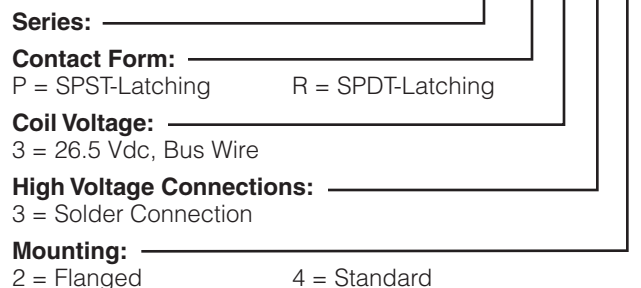 Series:
Contact Form:
P = SPST-Latching R = SPDT-Latching
Coil Voltage:
3 = 26.5 Vdc, Bus Wire
High Voltage Connections:
3 = Solder Connection
Mounting:
2 = Flanged 4 = Standard